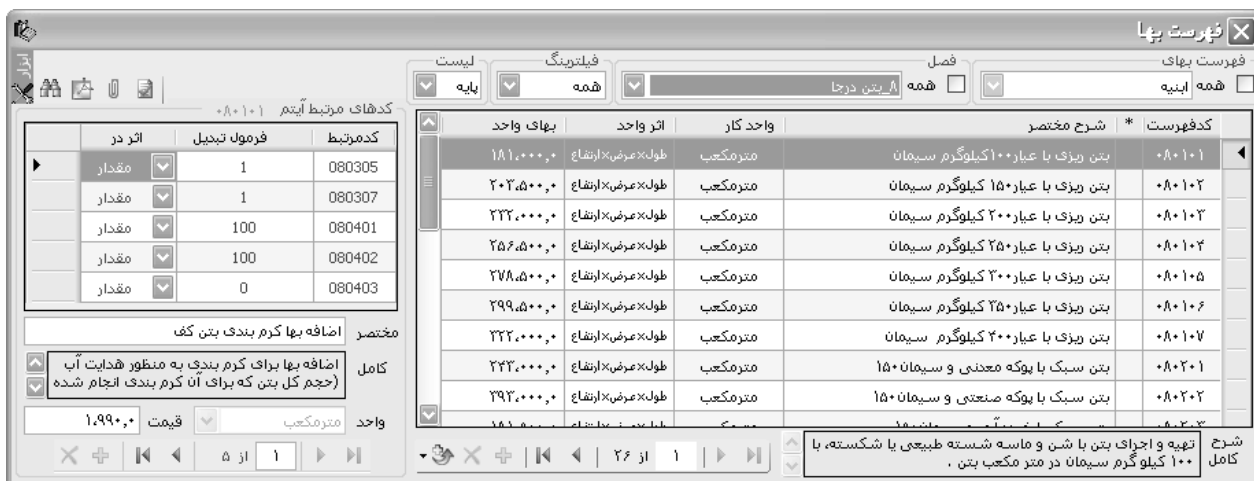 فهرست بها
فهرست بهای
همه
ابنیه
فصل
همه
۸_بتن درجا
فیلترینگ
همه
لیست
پایه
کدفهرست * شرح مختصر واحد کار اثر واحد بهای واحد
۰۸۰۱۰۱ بتن ریزی با عیار۱۰۰کیلوگرم سیمان مترمکعب طول×عرض×ارتفاع ۱۸۱،۰۰۰,۰
۰۸۰۱۰۲ بتن ریزی با عیار۱۵۰ کیلوگرم سیمان مترمکعب طول×عرض×ارتفاع ۲۰۳،۵۰۰,۰
۰۸۰۱۰۳ بتن ریزی با عیار۲۰۰ کیلوگرم سیمان مترمکعب طول×عرض×ارتفاع ۲۳۲،۰۰۰,۰
۰۸۰۱۰۴ بتن ریزی با عیار۲۵۰ کیلوگرم سیمان مترمکعب طول×عرض×ارتفاع ۲۵۶،۵۰۰,۰
۰۸۰۱۰۵ بتن ریزی با عیار۳۰۰ کیلوگرم سیمان مترمکعب طول×عرض×ارتفاع ۲۷۸،۵۰۰,۰
۰۸۰۱۰۶ بتن ریزی با عیار۳۵۰ کیلوگرم سیمان مترمکعب طول×عرض×ارتفاع ۲۹۹،۵۰۰,۰
۰۸۰۱۰۷ بتن ریزی با عیار۴۰۰ کیلوگرم سیمان مترمکعب طول×عرض×ارتفاع ۳۲۲،۰۰۰,۰
۰۸۰۲۰۱ بتن سبک با پوکه معدنی و سیمان۱۵۰ مترمکعب طول×عرض×ارتفاع ۲۴۳،۰۰۰,۰
۰۸۰۲۰۲ بتن سبک با پوکه صنعتی و سیمان۱۵۰ مترمکعب طول×عرض×ارتفاع ۲۹۲،۰۰۰,۰
شرح کامل
تهیه و اجرای بتن با شن و ماسه شسته طبیعی یا شکسته، با
۱۰۰ کیلو گرم سیمان در متر مکعب بتن .
۱ از ۲۶
ابزار
کدهای مرتبط آیتم ۰۸۰۱۰۱
کدمرتبط فرمول تبدیل اثر در
080305 1 مقدار
080307 1 مقدار
080401 100 مقدار
080402 100 مقدار
080403 0 مقدار
مختصر اضافه بها کرم بندی بتن کف
کامل اضافه بها برای کرم بندی به منظور هدایت آب
(حجم کل بتن که برای آن کرم بندی انجام شده
واحد مترمکعب قیمت ۱،۹۹۰,۰
۱ از ۵